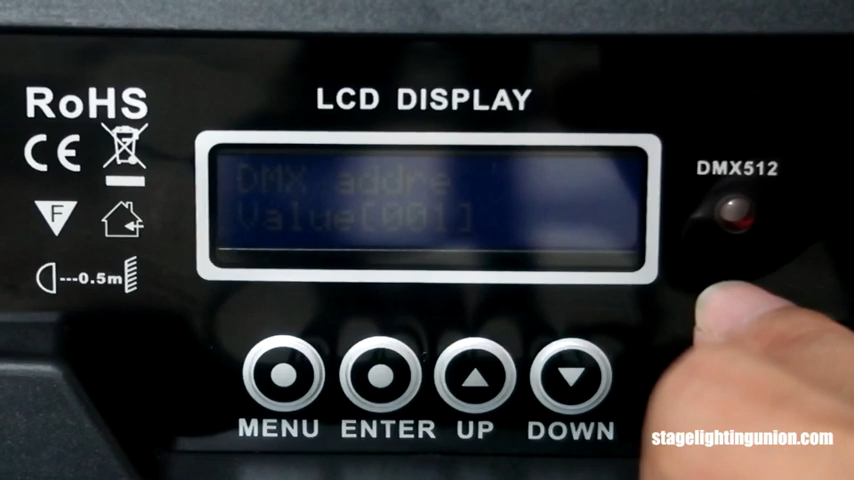 RoHS
LCD DISPLAY
CE
DMX512
DMX addre
Value[001]
F
0.5m
MENU
ENTER
UP
DOWN
stagelightingunion.com